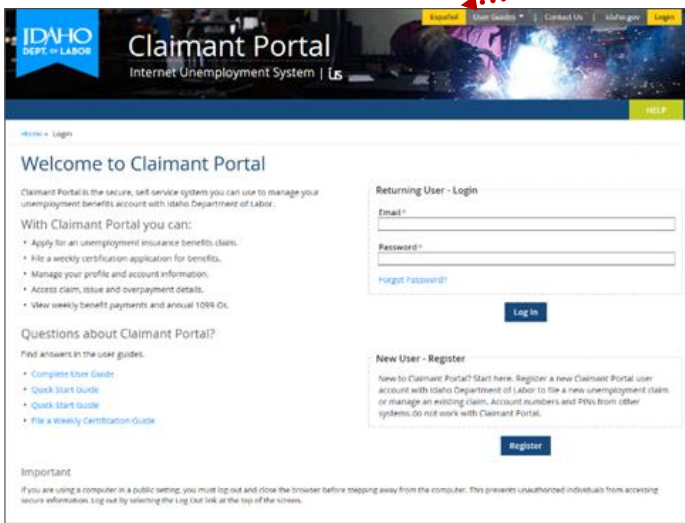 IDAHO
DEPT. OF LABOR
Claimant Portal
Internet Unemployment System | ius
Español User Guides | Contact Us | Idaho.gov Login
HELP
Home » Login
Welcome to Claimant Portal
Claimant Portal is the secure, self-service system you can use to manage your
unemployment benefits account with Idaho Department of Labor.
With Claimant Portal you can:
• Apply for an unemployment insurance benefits claim.
• File a weekly certification application for benefits.
• Manage your profile and account information.
• Access claim, issue and overpayment details.
• View weekly benefit payments and annual 1099-Gs.
Questions about Claimant Portal?
Find answers in the user guides.
• Complete User Guide
• Quick Start Guide
• Quick Start Guide
• File a Weekly Certification Guide
Returning User - Login
Email *
Password *
Forgot Password?
Log In
New User - Register
New to Claimant Portal? Start here. Register a new Claimant Portal user
account with Idaho Department of Labor to file a new unemployment claim
or manage an existing claim. Account numbers and PINs from other
systems do not work with Claimant Portal.
Register
Important
If you are using a computer in a public setting, you must log out and close the browser before stepping away from the computer. This prevents unauthorized individuals from accessing
secure information. Log out by selecting the Log Out link at the top of the screen.